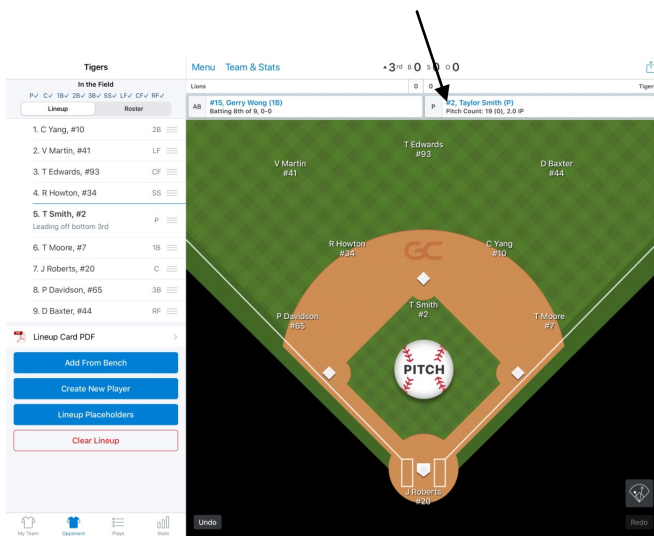 Tigers
In the Field
P✓ C✓ 1B✓ 2B✓ 3B✓ SS✓ LF✓ CF✓ RF✓
Lineup Roster
1. C Yang, #10 2B
2. V Martin, #41 LF
3. T Edwards, #93 CF
4. R Howton, #34 SS
5. T Smith, #2 P
Leading off bottom 3rd
6. T Moore, #7 1B
7. J Roberts, #20 C
8. P Davidson, #65 3B
9. D Baxter, #44 RF
Lineup Card PDF
Add From Bench
Create New Player
Lineup Placeholders
Clear Lineup
My Team Opponent Plays Stats
Menu Team & Stats ▲3rd B 0 S 0 O 0
Lions 0 0 Tiger
AB #15, Gerry Wong (1B)
Batting 8th of 9, 0-0
P #2, Taylor Smith (P)
Pitch Count: 19 (0), 2.0 IP
T Edwards
#93
V Martin
#41
D Baxter
#44
R Howton
#34
GC
C Yang
#10
T Smith
#2
P Davidson
#65
T Moore
#7
PITCH
J Roberts
#20
Undo Redo